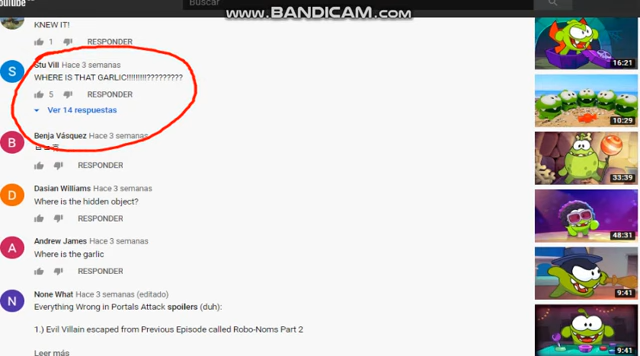 Buscar
www.BANDICAM.com
KNEW IT!
1 RESPONDER
S Stu Vill Hace 3 semanas
WHERE IS THAT GARLIC!!!!!!!!!?????????
5 RESPONDER
Ver 14 respuestas
B Benja Vásquez Hace 3 semanas
RESPONDER
D Dasian Williams Hace 3 semanas
Where is the hidden object?
RESPONDER
A Andrew James Hace 3 semanas
Where is the garlic
RESPONDER
N None What Hace 3 semanas (editado)
Everything Wrong in Portals Attack spoilers (duh):
1.) Evil Villain escaped from Previous Episode called Robo-Noms Part 2
Leer más
16:21
10:29
33:39
48:31
9:41
9:41